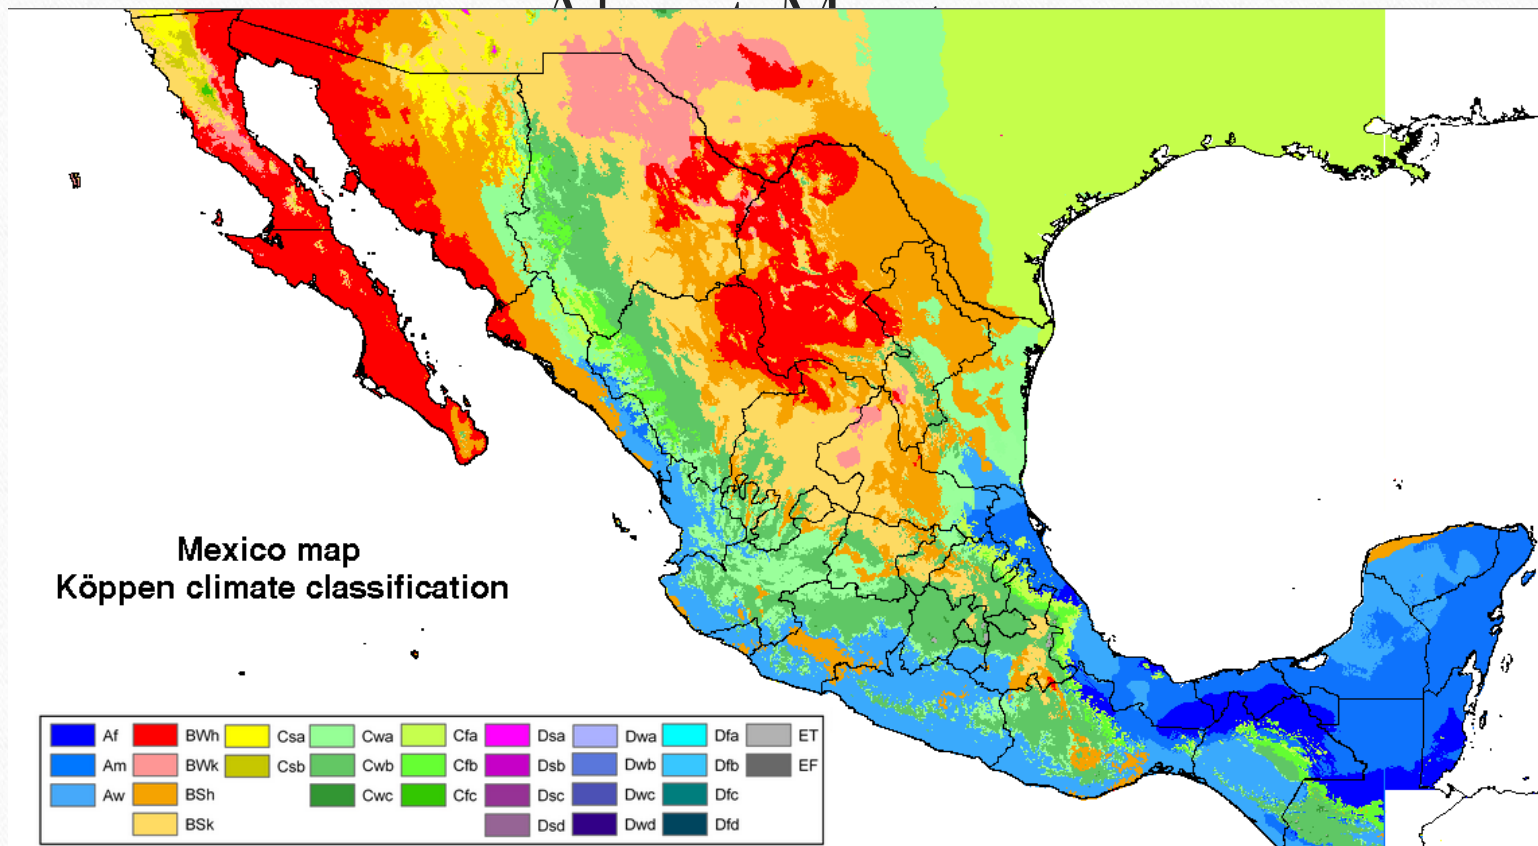 Mexico map
Köppen climate classification
Af BWh Csa Cwa Cfa Dsa Dwa Dfa ET
Am BWk Csb Cwb Cfb Dsb Dwb Dfb EF
Aw BSh Cwc Cfc Dsc Dwc Dfc
BSk Dsd Dwd Dfd